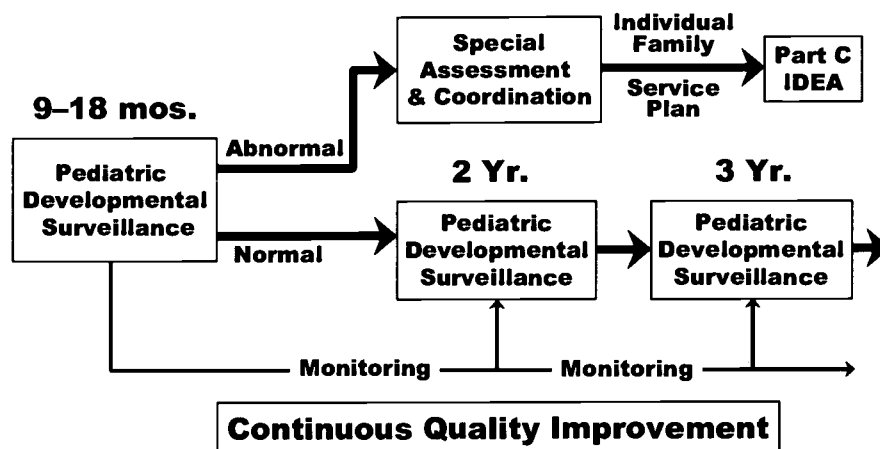 9–18 mos.
Pediatric
Developmental
Surveillance
Abnormal
Special
Assessment
& Coordination
Individual
Family
Service
Plan
Part C
IDEA
Normal
2 Yr.
Pediatric
Developmental
Surveillance
3 Yr.
Pediatric
Developmental
Surveillance
Monitoring
Monitoring
Continuous Quality Improvement